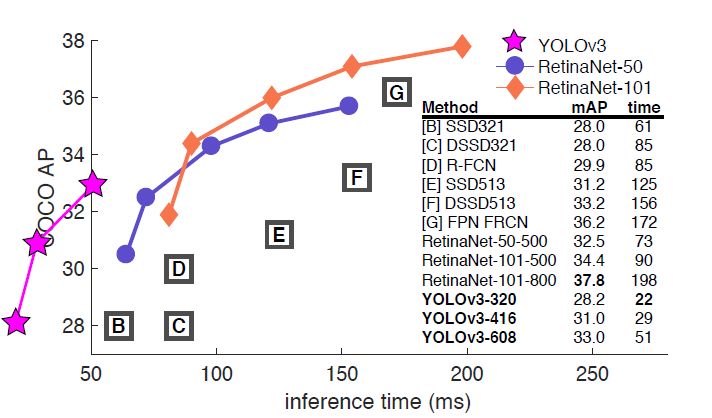 38
36
34
32
30
28
50
100
150
200
250
COCO AP
inference time (ms)
B
C
D
E
F
G
YOLOv3
RetinaNet-50
RetinaNet-101
Method mAP time
[B] SSD321 28.0 61
[C] DSSD321 28.0 85
[D] R-FCN 29.9 85
[E] SSD513 31.2 125
[F] DSSD513 33.2 156
[G] FPN FRCN 36.2 172
RetinaNet-50-500 32.5 73
RetinaNet-101-500 34.4 90
RetinaNet-101-800 37.8 198
YOLOv3-320 28.2 22
YOLOv3-416 31.0 29
YOLOv3-608 33.0 51